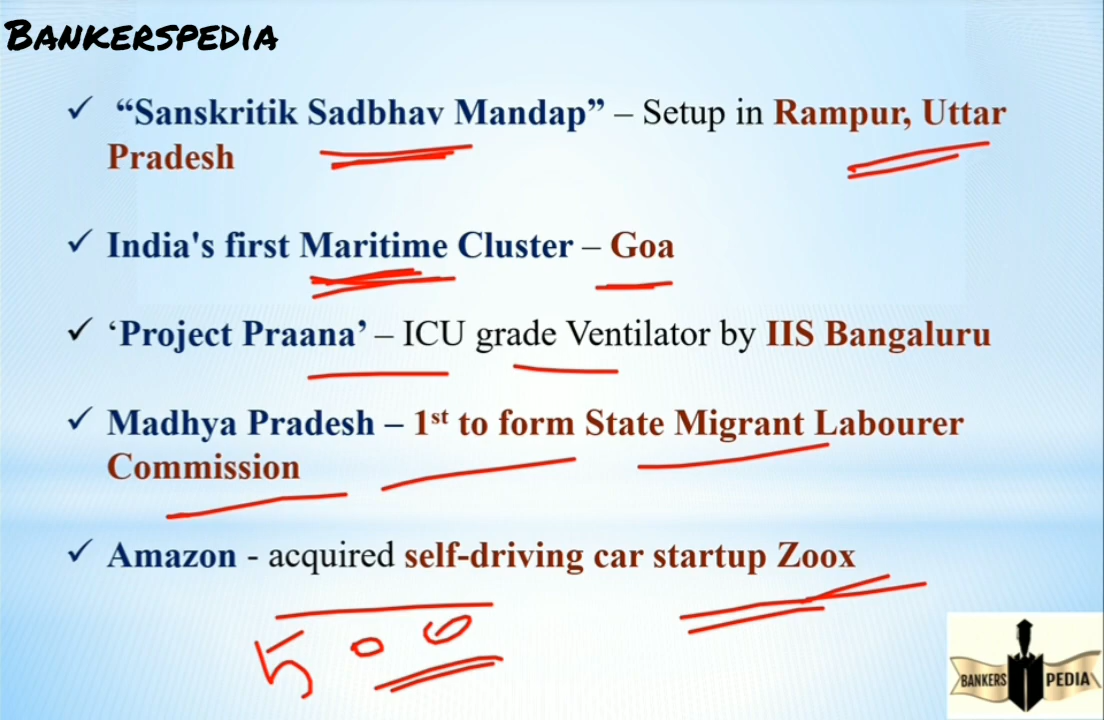 BANKERSPEDIA
✓ “Sanskritik Sadbhav Mandap” – Setup in Rampur, Uttar
Pradesh
✓ India's first Maritime Cluster – Goa
✓ ‘Project Praana’ – ICU grade Ventilator by IIS Bangaluru
✓ Madhya Pradesh – 1st to form State Migrant Labourer
Commission
✓ Amazon - acquired self-driving car startup Zoox
500
BANKERS PEDIA